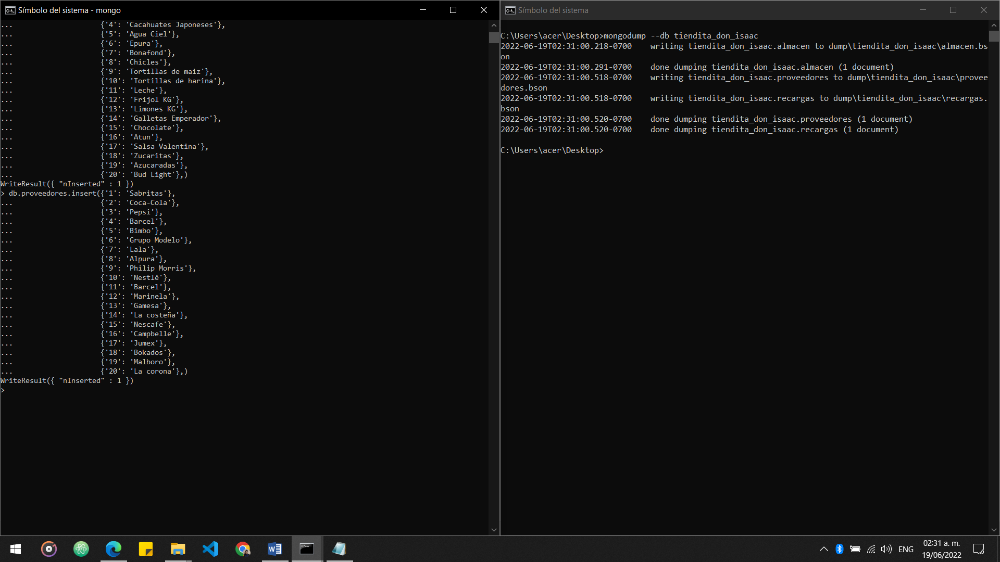 Símbolo del sistema - mongo
... {'4': 'Cacahuates Japoneses'},
... {'5': 'Agua Ciel'},
... {'6': 'Epura'},
... {'7': 'Bonafond'},
... {'8': 'Chicles'},
... {'9': 'Tortillas de maiz'},
... {'10': 'Tortillas de harina'},
... {'11': 'Leche'},
... {'12': 'Frijol KG'},
... {'13': 'Limones KG'},
... {'14': 'Galletas Emperador'},
... {'15': 'Chocolate'},
... {'16': 'Atun'},
... {'17': 'Salsa Valentina'},
... {'18': 'Zucaritas'},
... {'19': 'Azucaradas'},
... {'20': 'Bud Light'},)
WriteResult({ "nInserted" : 1 })
> db.proveedores.insert({'1': 'Sabritas'},
... {'2': 'Coca-Cola'},
... {'3': 'Pepsi'},
... {'4': 'Barcel'},
... {'5': 'Bimbo'},
... {'6': 'Grupo Modelo'},
... {'7': 'Lala'},
... {'8': 'Alpura'},
... {'9': 'Philip Morris'},
... {'10': 'Nestlé'},
... {'11': 'Barcel'},
... {'12': 'Marinela'},
... {'13': 'Gamesa'},
... {'14': 'La costeña'},
... {'15': 'Nescafe'},
... {'16': 'Campbelle'},
... {'17': 'Jumex'},
... {'18': 'Bokados'},
... {'19': 'Malboro'},
... {'20': 'La corona'},)
WriteResult({ "nInserted" : 1 })
>
Símbolo del sistema
C:\Users\acer\Desktop>mongodump --db tiendita_don_isaac
2022-06-19T02:31:00.218-0700    writing tiendita_don_isaac.almacen to dump\tiendita_don_isaac\almacen.bs
on
2022-06-19T02:31:00.291-0700    done dumping tiendita_don_isaac.almacen (1 document)
2022-06-19T02:31:00.518-0700    writing tiendita_don_isaac.proveedores to dump\tiendita_don_isaac\provee
dores.bson
2022-06-19T02:31:00.518-0700    writing tiendita_don_isaac.recargas to dump\tiendita_don_isaac\recargas.
bson
2022-06-19T02:31:00.520-0700    done dumping tiendita_don_isaac.proveedores (1 document)
2022-06-19T02:31:00.520-0700    done dumping tiendita_don_isaac.recargas (1 document)
C:\Users\acer\Desktop>
ENG
02:31 a. m.
19/06/2022